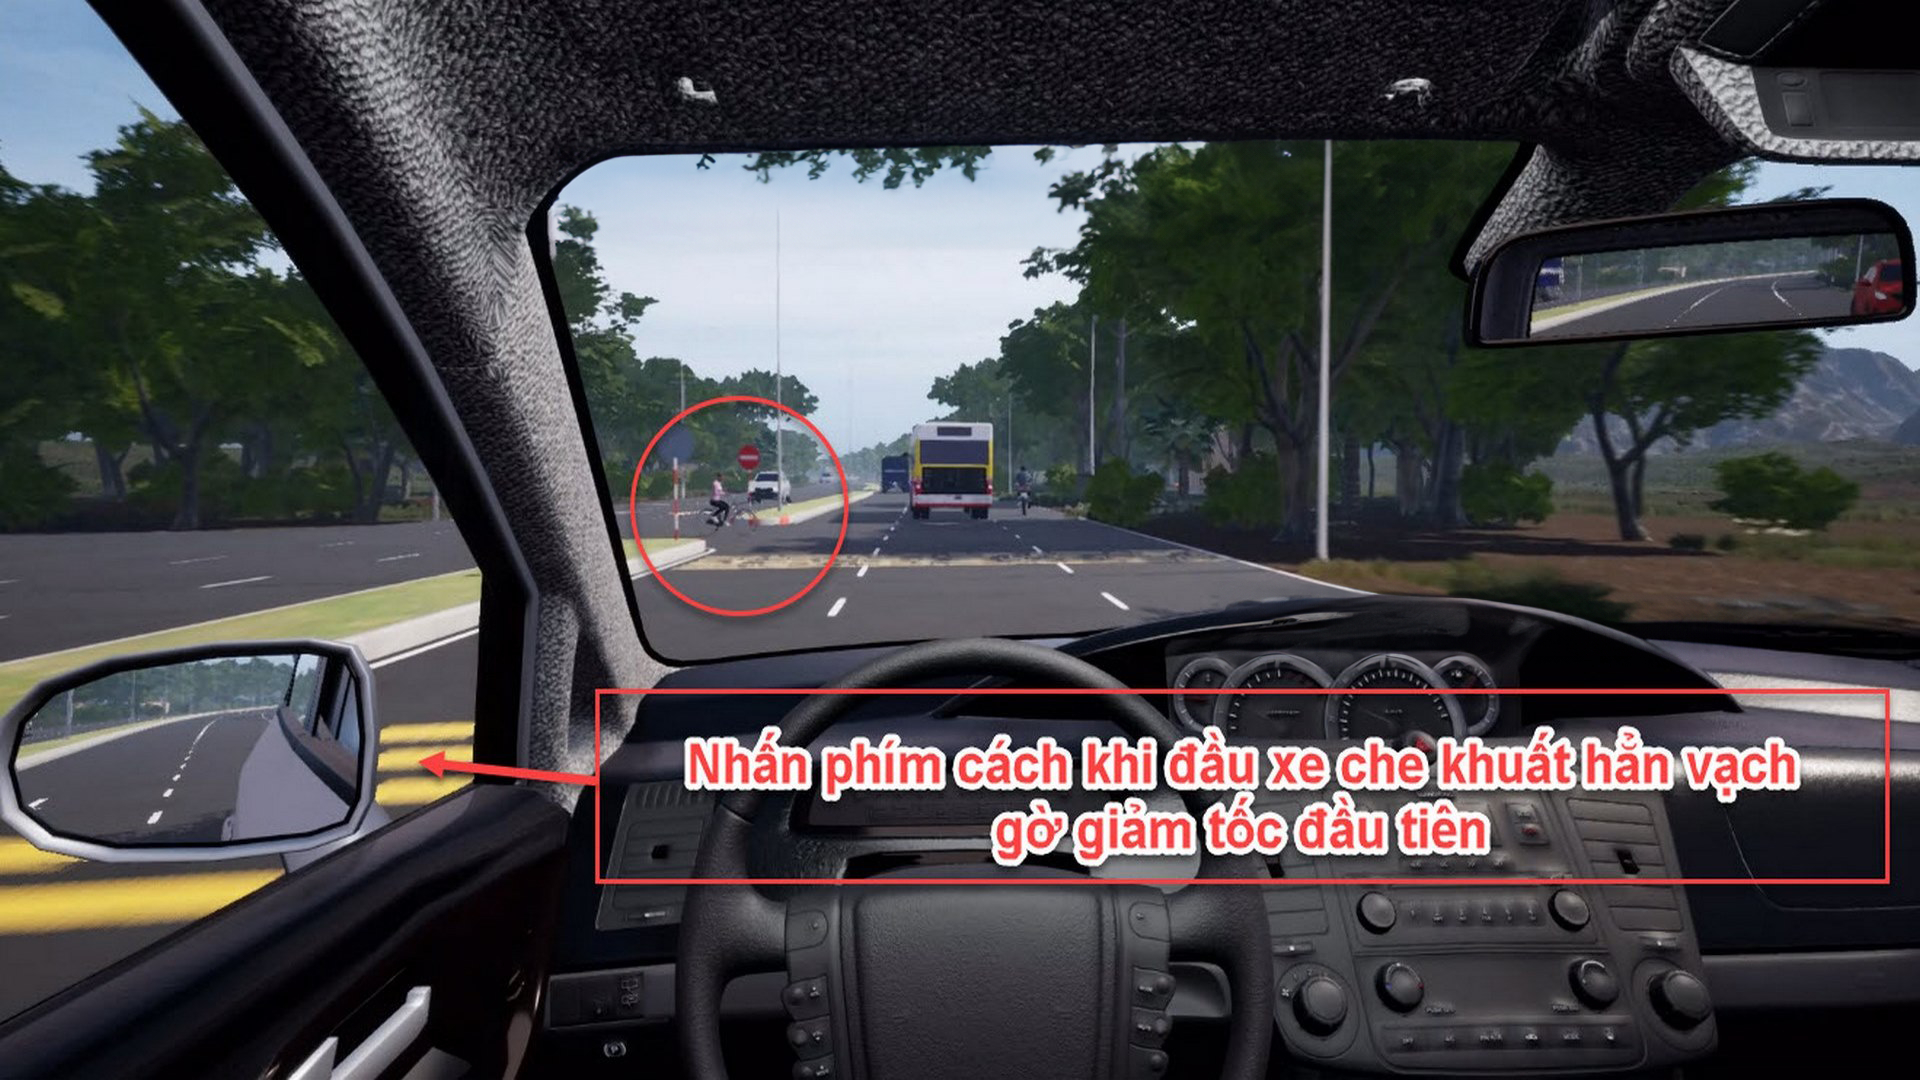 Nhấn phím cách khi đầu xe che khuất hẳn vạch
gờ giảm tốc đầu tiên